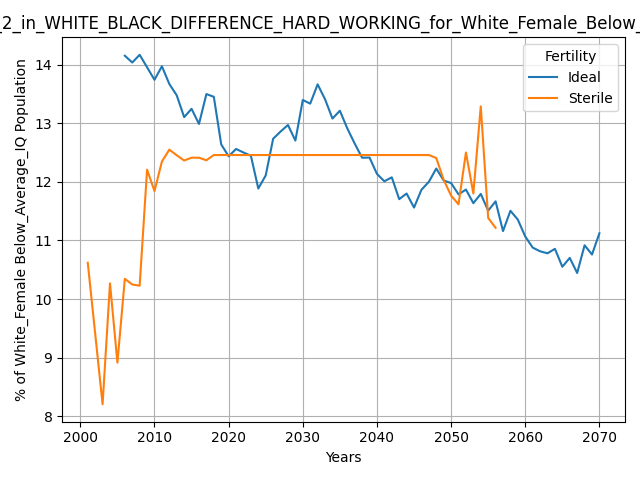 _2_in_WHITE_BLACK_DIFFERENCE_HARD_WORKING_for_White_Female_Below_
Fertility
Ideal
Sterile
% of White_Female Below_Average_IQ Population
14
13
12
11
10
9
8
2000 2010 2020 2030 2040 2050 2060 2070
Years